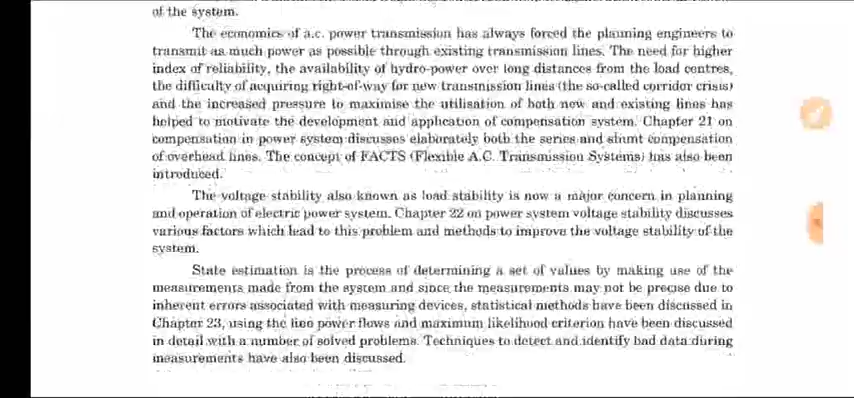 of the system.
The economics of a.c. power transmission has always forced the planning engineers to
transmit as much power as possible through existing transmission lines. The need for higher
index of reliability, the availability of hydro-power over long distances from the load centres,
the difficulty of acquiring right-of-way for new transmission lines (the so-called corridor crisis)
and the increased pressure to maximise the utilisation of both new and existing lines has
helped to motivate the development and application of compensation system. Chapter 21 on
compensation in power system discusses elaborately both the series and shunt compensation
of overhead lines. The concept of FACTS (Flexible A.C. Transmission Systems) has also been
introduced.
The voltage stability also known as load stability is now a major concern in planning
and operation of electric power system. Chapter 22 on power system voltage stability discusses
various factors which lead to this problem and methods to improve the voltage stability of the
system.
State estimation is the process of determining a set of values by making use of the
measurements made from the system and since the measurements may not be precise due to
inherent errors associated with measuring devices, statistical methods have been discussed in
Chapter 23, using the line power flows and maximum likelihood criterion have been discussed
in detail with a number of solved problems. Techniques to detect and identify bad data during
measurements have also been discussed.